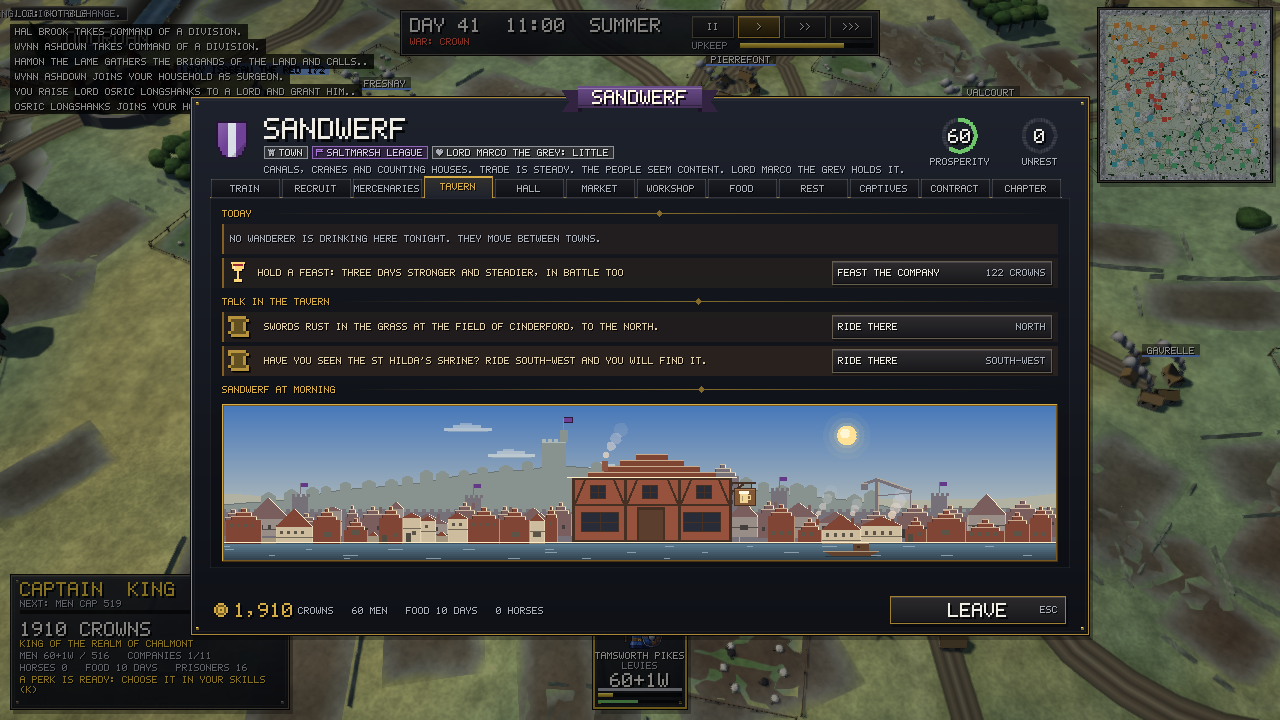 HAL BROOK TAKES COMMAND OF A DIVISION.
WYNN ASHDOWN TAKES COMMAND OF A DIVISION.
HAMON THE LAME GATHERS THE BRIGANDS OF THE LAND AND CALLS..
WYNN ASHDOWN JOINS YOUR HOUSEHOLD AS SURGEON.
YOU RAISE LORD OSRIC LONGSHANKS TO A LORD AND GRANT HIM..
OSRIC LONGSHANKS JOINS YOUR H
DAY 41 11:00 SUMMER
WAR: CROWN
II > >> >>>
UPKEEP
PIERREFONT
FRESNAY
VALCOURT
GAVRELLE
SANDWERF
SANDWERF
TOWN SALTMARSH LEAGUE LORD MARCO THE GREY: LITTLE
CANALS, CRANES AND COUNTING HOUSES. TRADE IS STEADY. THE PEOPLE SEEM CONTENT. LORD MARCO THE GREY HOLDS IT.
60 PROSPERITY
0 UNREST
TRAIN RECRUIT MERCENARIES TAVERN HALL MARKET WORKSHOP FOOD REST CAPTIVES CONTRACT CHAPTER
TODAY
NO WANDERER IS DRINKING HERE TONIGHT. THEY MOVE BETWEEN TOWNS.
HOLD A FEAST: THREE DAYS STRONGER AND STEADIER, IN BATTLE TOO FEAST THE COMPANY 122 CROWNS
TALK IN THE TAVERN
SWORDS RUST IN THE GRASS AT THE FIELD OF CINDERFORD, TO THE NORTH. RIDE THERE NORTH
HAVE YOU SEEN THE ST HILDA'S SHRINE? RIDE SOUTH-WEST AND YOU WILL FIND IT. RIDE THERE SOUTH-WEST
SANDWERF AT MORNING
1,910 CROWNS 60 MEN FOOD 10 DAYS 0 HORSES
LEAVE ESC
CAPTAIN KING
NEXT: MEN CAP 519
1910 CROWNS
KING OF THE REALM OF CHALMONT
MEN 60+1W / 516 COMPANIES 1/11
HORSES 0 FOOD 10 DAYS PRISONERS 16
A PERK IS READY: CHOOSE IT IN YOUR SKILLS
(K)
TAMSWORTH PIKES
LEVIES
60+1W